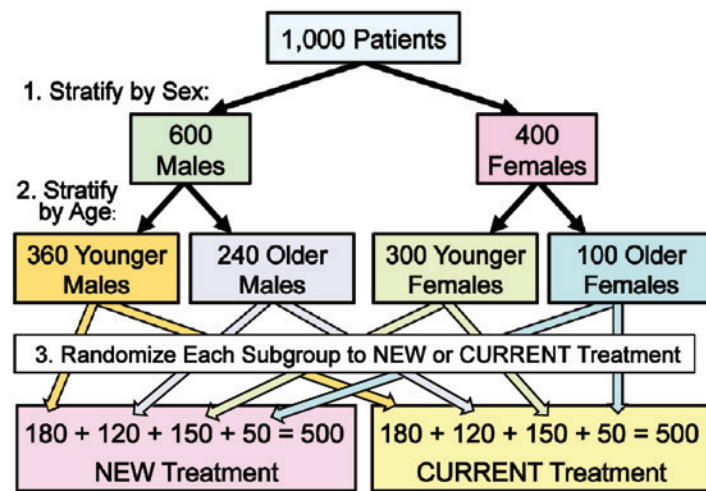 1,000 Patients
1. Stratify by Sex:
600
Males
400
Females
2. Stratify
by Age:
360 Younger
Males
240 Older
Males
300 Younger
Females
100 Older
Females
3. Randomize Each Subgroup to NEW or CURRENT Treatment
180 + 120 + 150 + 50 = 500
NEW Treatment
180 + 120 + 150 + 50 = 500
CURRENT Treatment